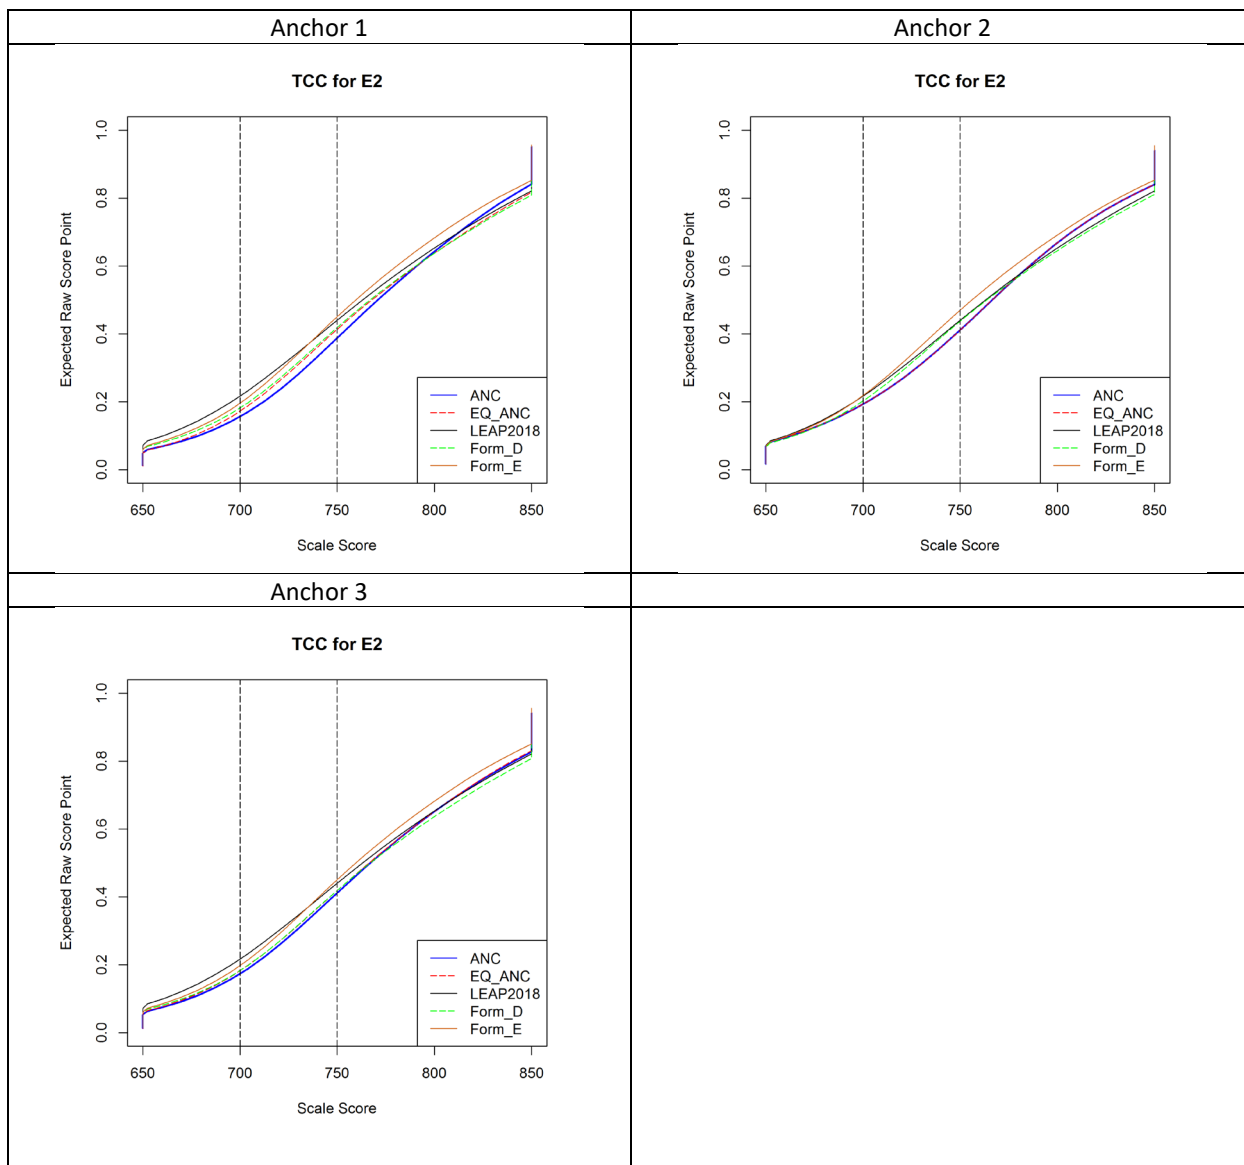 Anchor 1
TCC for E2
Expected Raw Score Point
1.0
0.8
0.6
0.4
0.2
0.0
ANC
EQ_ANC
LEAP2018
Form_D
Form_E
650 700 750 800 850
Scale Score
Anchor 2
TCC for E2
Expected Raw Score Point
1.0
0.8
0.6
0.4
0.2
0.0
ANC
EQ_ANC
LEAP2018
Form_D
Form_E
650 700 750 800 850
Scale Score
Anchor 3
TCC for E2
Expected Raw Score Point
1.0
0.8
0.6
0.4
0.2
0.0
ANC
EQ_ANC
LEAP2018
Form_D
Form_E
650 700 750 800 850
Scale Score